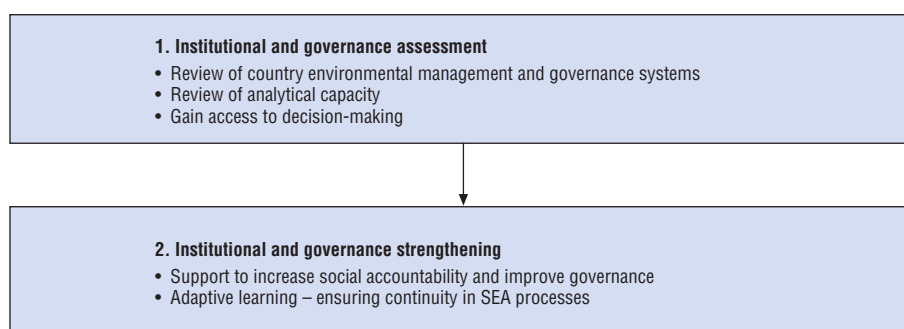 1. Institutional and governance assessment
• Review of country environmental management and governance systems
• Review of analytical capacity
• Gain access to decision-making
2. Institutional and governance strengthening
• Support to increase social accountability and improve governance
• Adaptive learning – ensuring continuity in SEA processes